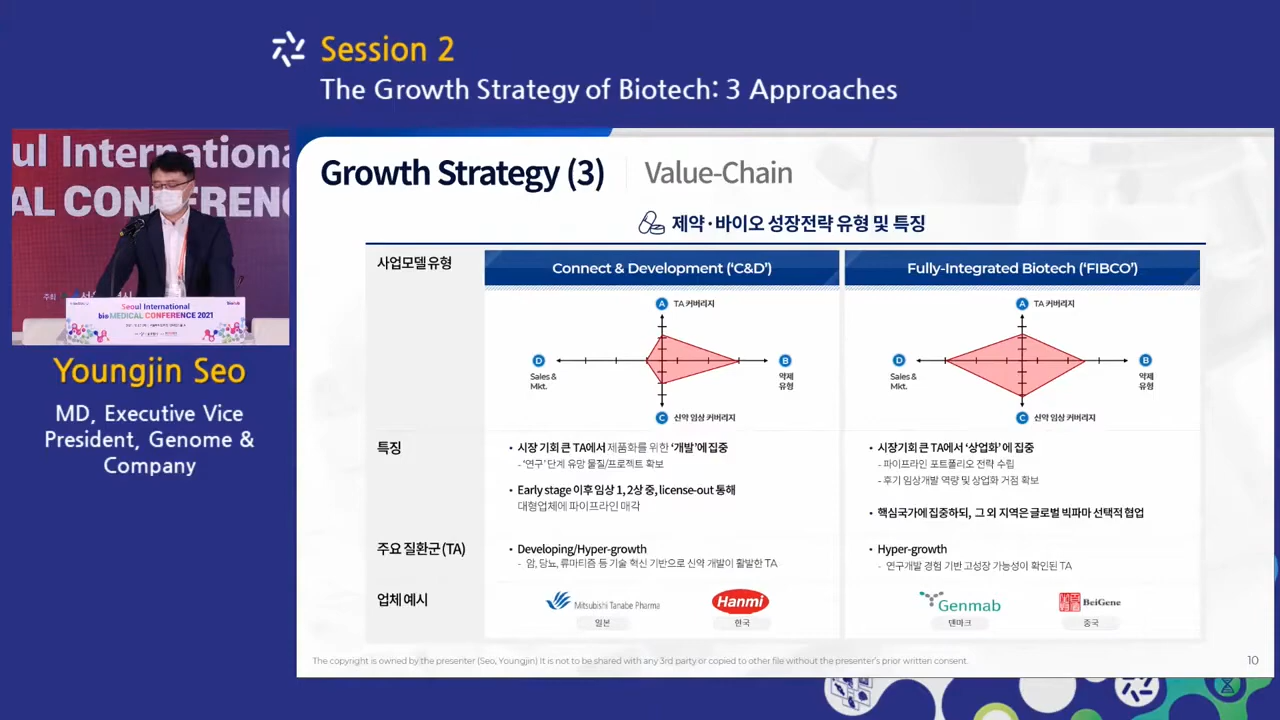 Session 2
The Growth Strategy of Biotech: 3 Approaches
ul Internationa
AL CONFERENC
주최
Seoul International
bio MEDICAL CONFERENCE 2021
Youngjin Seo
MD, Executive Vice
President, Genome &
Company
Growth Strategy (3)
Value-Chain
제약·바이오 성장전략 유형 및 특징
사업모델 유형
Connect & Development (‘C&D’)
Fully-Integrated Biotech (‘FIBCO’)
A TA 커버리지
D
Sales &
Mkt.
B
약제
유형
C 신약 임상 커버리지
A TA 커버리지
D
Sales &
Mkt.
B
약제
유형
C 신약 임상 커버리지
특징
• 시장 기회 큰 TA에서 제품화를 위한 ‘개발’에 집중
- ‘연구’ 단계 유망 물질/프로젝트 확보
• Early stage 이후 임상 1, 2상 중, license-out 통해
대형업체에 파이프라인 매각
• 시장기회 큰 TA에서 ‘상업화’에 집중
- 파이프라인 포트폴리오 전략 수립
- 후기 임상개발 역량 및 상업화 거점 확보
• 핵심국가에 집중하되, 그 외 지역은 글로벌 빅파마 선택적 협업
주요 질환군 (TA)
• Developing/Hyper-growth
- 암, 당뇨, 류마티즘 등 기술 혁신 기반으로 신약 개발이 활발한 TA
• Hyper-growth
- 연구개발 경험 기반 고성장 가능성이 확인된 TA
업체 예시
Mitsubishi Tanabe Pharma
일본
Hanmi
한국
Genmab
덴마크
BeiGene
중국
The copyright is owned by the presenter (Seo, Youngjin) It is not to be shared with any 3rd party or copied to other file without the presenter's prior written consent.
10